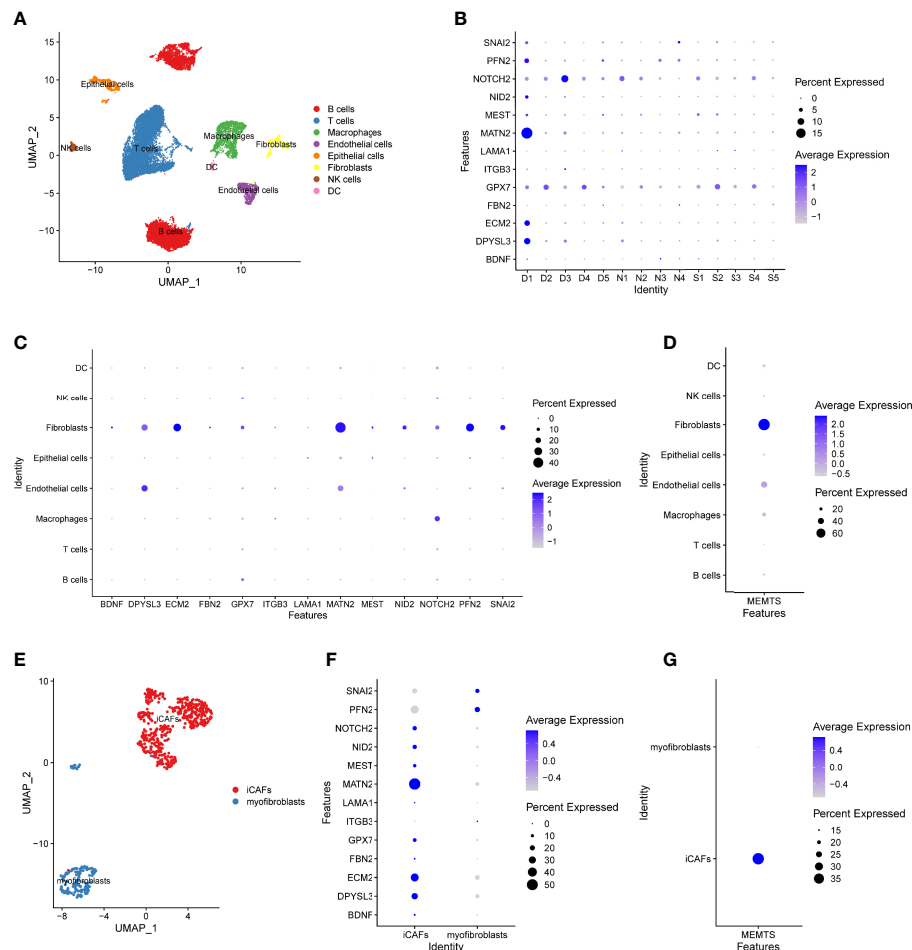 A
15
10
5
0
−5
−10
UMAP_2
−10
0
10
UMAP_1
Epithelial cells
NK cells
T cells
Macrophages
Fibroblasts
DC
Endothelial cells
B cells
B cells
T cells
Macrophages
Endothelial cells
Epithelial cells
Fibroblasts
NK cells
DC
B
SNAI2
PFN2
NOTCH2
NID2
MEST
MATN2
LAMA1
ITGB3
GPX7
FBN2
ECM2
DPYSL3
BDNF
Features
D1 D2 D3 D4 D5 N1 N2 N3 N4 S1 S2 S3 S4 S5
Identity
Percent Expressed
0
5
10
15
Average Expression
2
1
0
−1
C
DC
NK cells
Fibroblasts
Epithelial cells
Endothelial cells
Macrophages
T cells
B cells
Identity
BDNF DPYSL3 ECM2 FBN2 GPX7 ITGB3 LAMA1 MATN2 MEST NID2 NOTCH2 PFN2 SNAI2
Features
Percent Expressed
0
10
20
30
40
Average Expression
2
1
0
−1
D
DC
NK cells
Fibroblasts
Epithelial cells
Endothelial cells
Macrophages
T cells
B cells
Identity
MEMTS
Features
Average Expression
2.0
1.5
1.0
0.5
0.0
−0.5
Percent Expressed
20
40
60
E
10
0
−10
UMAP_2
−8 −4 0 4
UMAP_1
iCAFs
myofibroblasts
iCAFs
myofibroblasts
F
SNAI2
PFN2
NOTCH2
NID2
MEST
MATN2
LAMA1
ITGB3
GPX7
FBN2
ECM2
DPYSL3
BDNF
Features
iCAFs myofibroblasts
Identity
Average Expression
0.4
0.0
−0.4
Percent Expressed
0
10
20
30
40
50
G
myofibroblasts
iCAFs
Identity
MEMTS
Features
Average Expression
0.4
0.0
−0.4
Percent Expressed
15
20
25
30
35